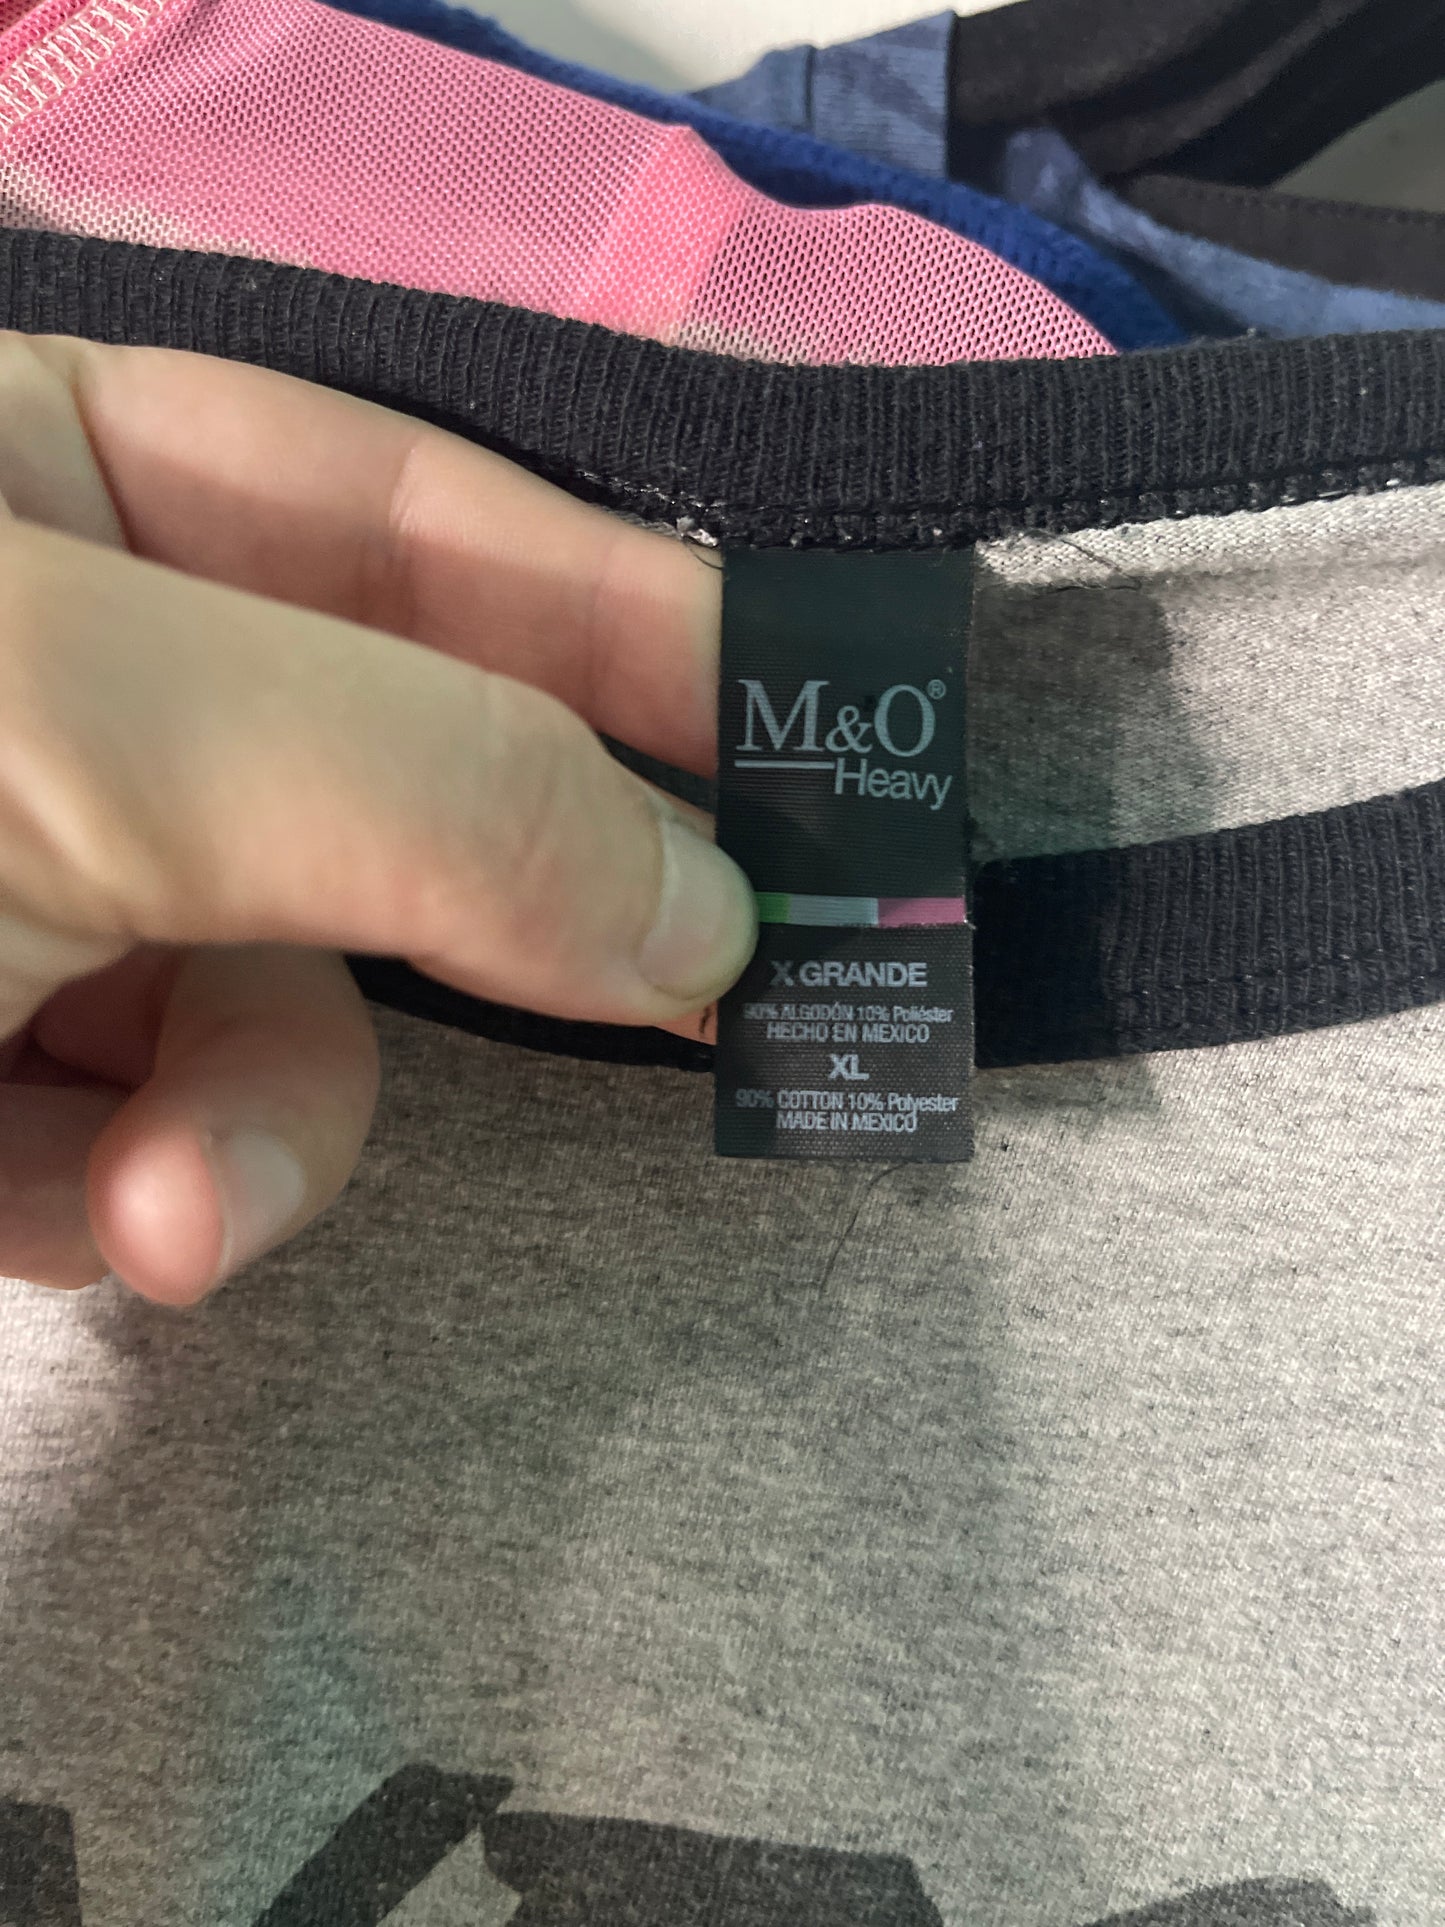 M&O®
Heavy
X GRANDE
90% ALGODÓN 10% Poliéster
HECHO EN MEXICO
XL
90% COTTON 10% Polyester
MADE IN MEXICO